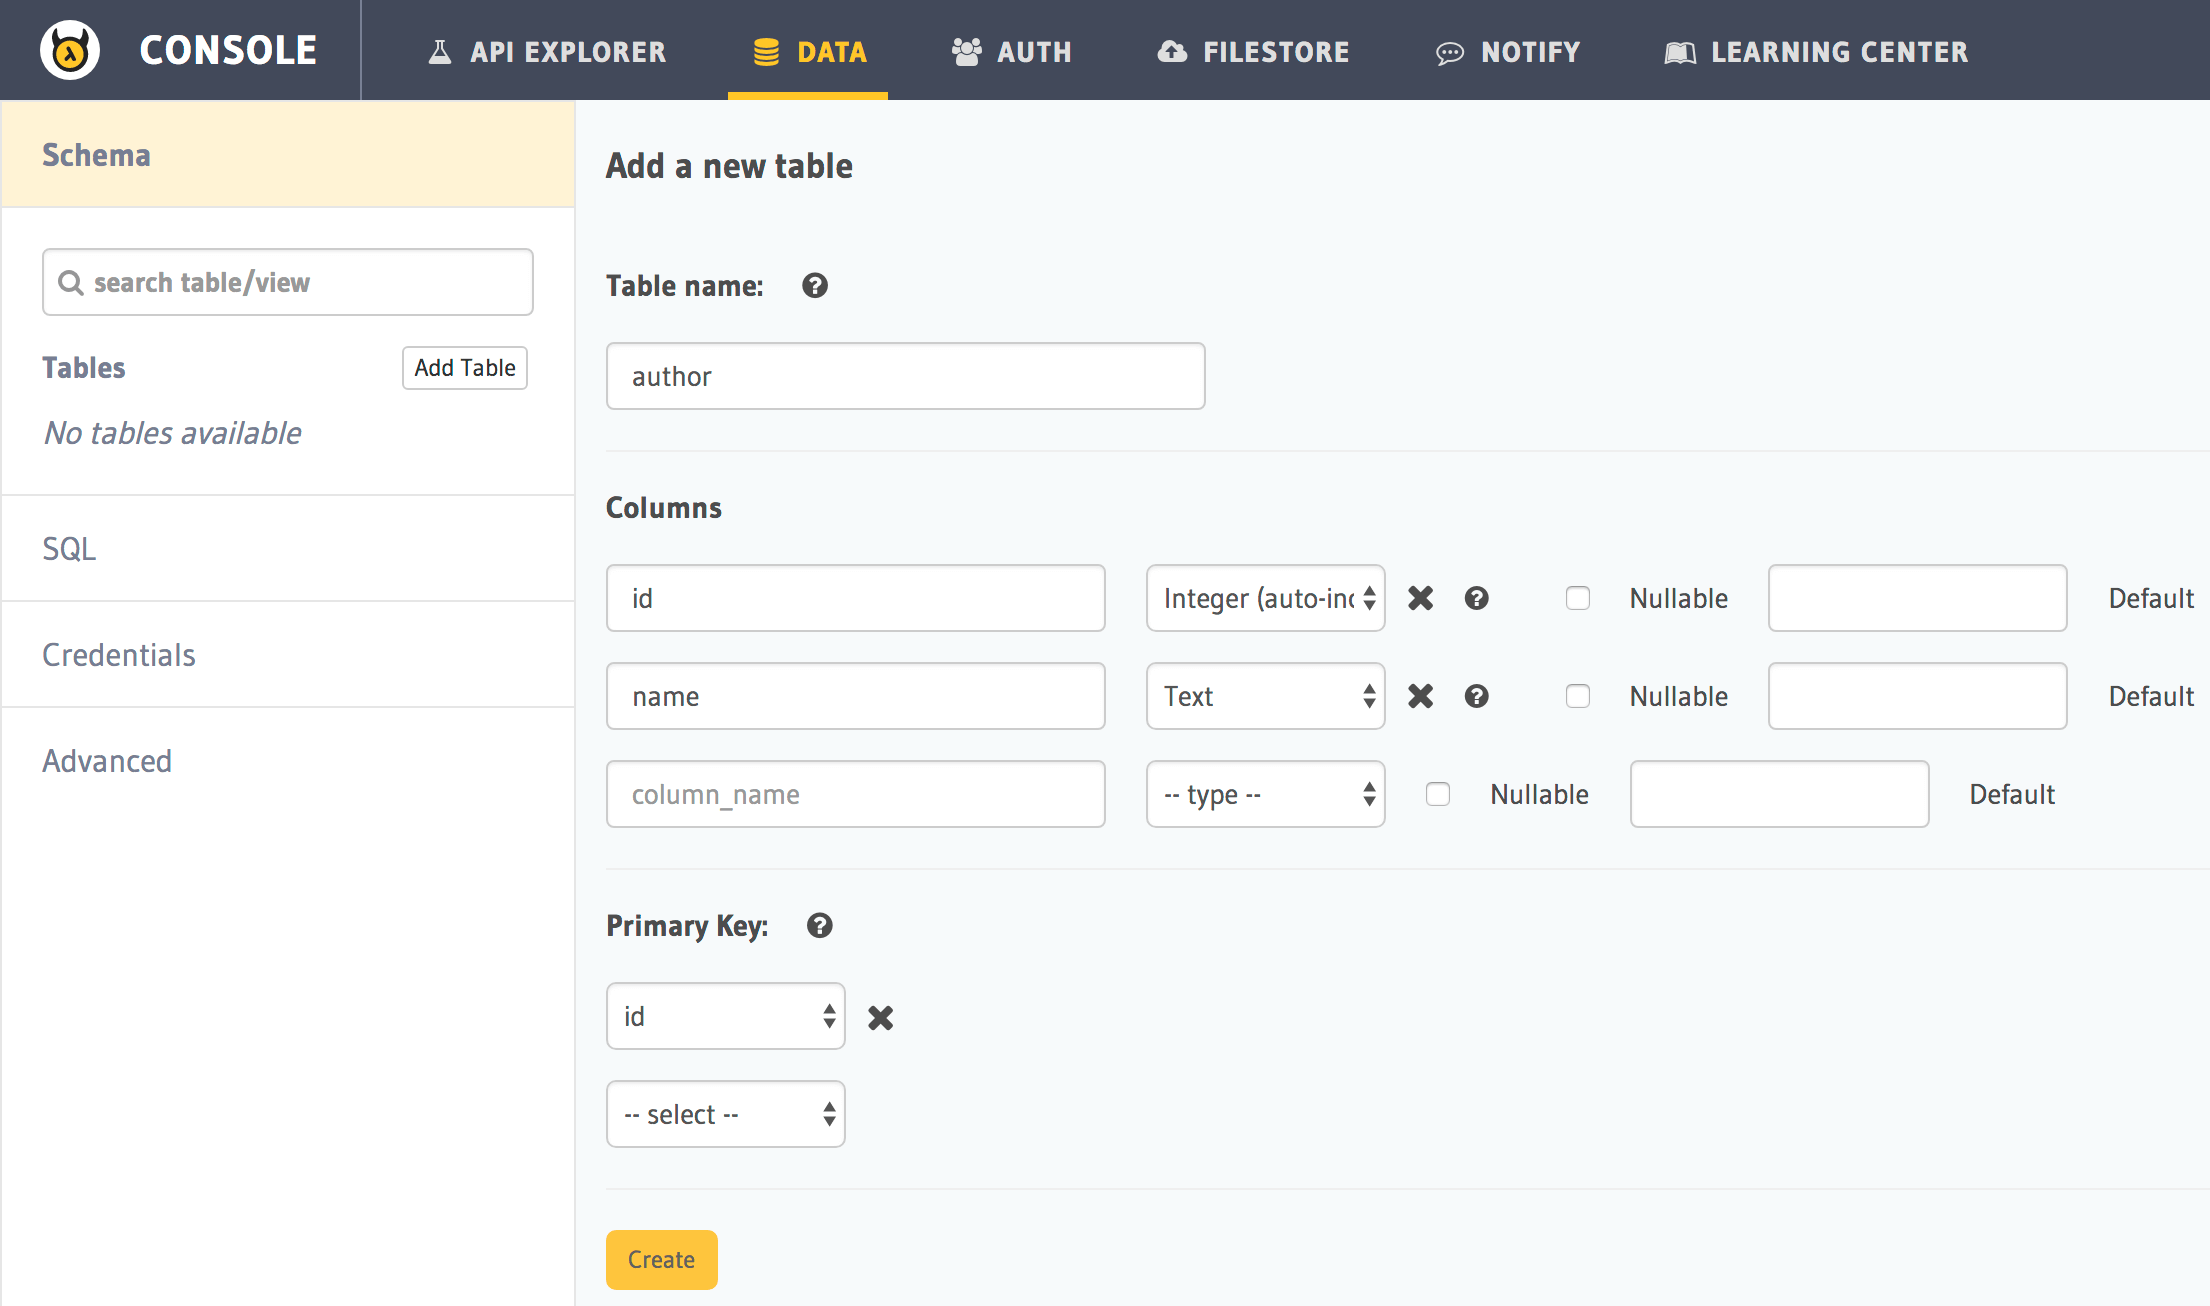 CONSOLE
API EXPLORER
DATA
AUTH
FILESTORE
NOTIFY
LEARNING CENTER
Schema
search table/view
Tables
Add Table
No tables available
SQL
Credentials
Advanced
Add a new table
Table name:
author
Columns
id Integer (auto-inc Nullable Default
name Text Nullable Default
column_name -- type -- Nullable Default
Primary Key:
id
-- select --
Create